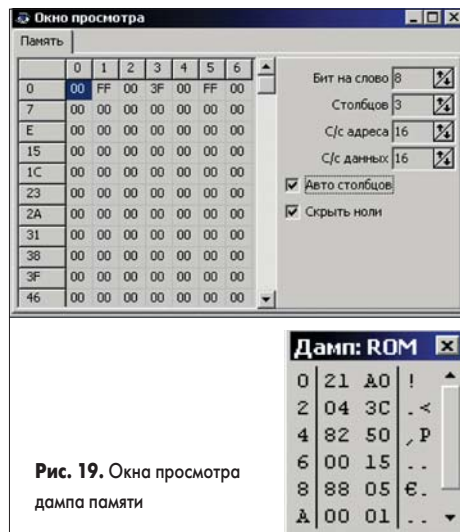 Окно просмотра
Память
0 1 2 3 4 5 6
0 00 FF 00 3F 00 FF 00
7 00 00 00 00 00 00 00
E 00 00 00 00 00 00 00
15 00 00 00 00 00 00 00
1C 00 00 00 00 00 00 00
23 00 00 00 00 00 00 00
2A 00 00 00 00 00 00 00
31 00 00 00 00 00 00 00
38 00 00 00 00 00 00 00
3F 00 00 00 00 00 00 00
46 00 00 00 00 00 00 00
Бит на слово 8
Столбцов 3
С/с адреса 16
С/с данных 16
Авто столбцов
Скрыть ноли
Дамп: ROM
0 21 A0 !
2 04 3C .<
4 82 50 ‚P
6 00 15 ..
8 88 05 €.
A 00 01 ..
Рис. 19. Окна просмотра
дампа памяти